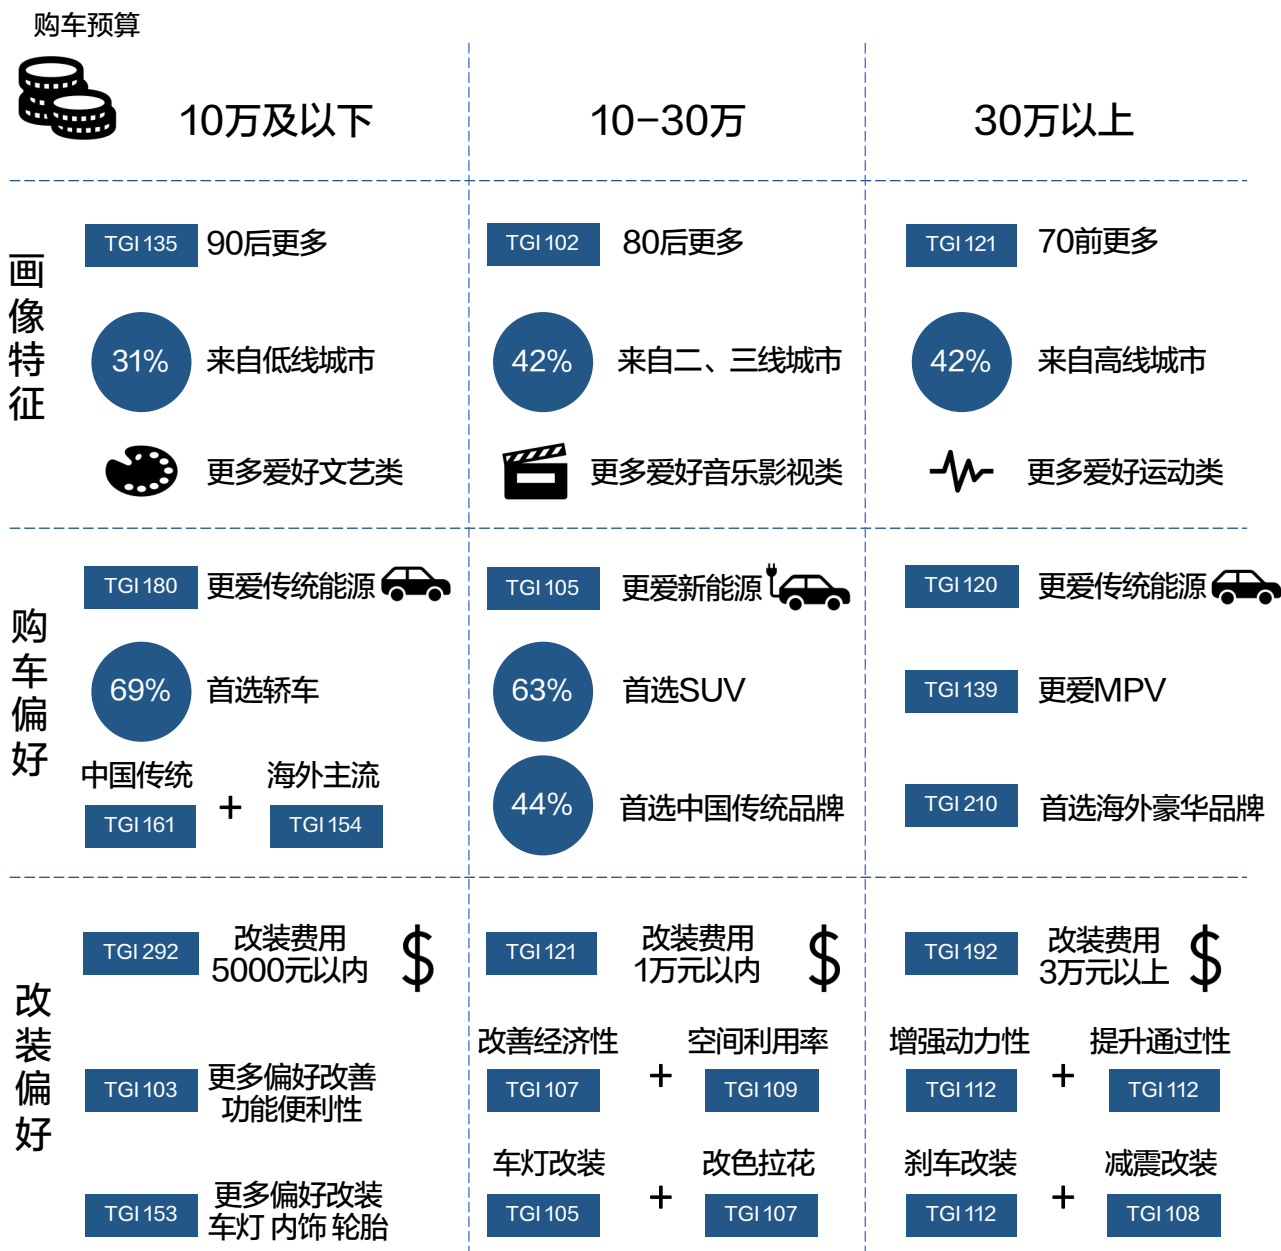 购车预算
10万及以下
10-30万
30万以上
画像特征
TGI 135 90后更多
TGI 102 80后更多
TGI 121 70前更多
31% 来自低线城市
42% 来自二、三线城市
42% 来自高线城市
更多爱好文艺类
更多爱好音乐影视类
更多爱好运动类
购车偏好
TGI 180 更爱传统能源
TGI 105 更爱新能源
TGI 120 更爱传统能源
69% 首选轿车
63% 首选SUV
TGI 139 更爱MPV
中国传统 + 海外主流
TGI 161 TGI 154
44% 首选中国传统品牌
TGI 210 首选海外豪华品牌
改装偏好
TGI 292 改装费用
5000元以内 $
TGI 121 改装费用
1万元以内 $
TGI 192 改装费用
3万元以上 $
TGI 103 更多偏好改善
功能便利性
改善经济性 + 空间利用率
TGI 107 TGI 109
增强动力性 + 提升通过性
TGI 112 TGI 112
TGI 153 更多偏好改装
车灯 内饰 轮胎
车灯改装 + 改色拉花
TGI 105 TGI 107
刹车改装 + 减震改装
TGI 112 TGI 108